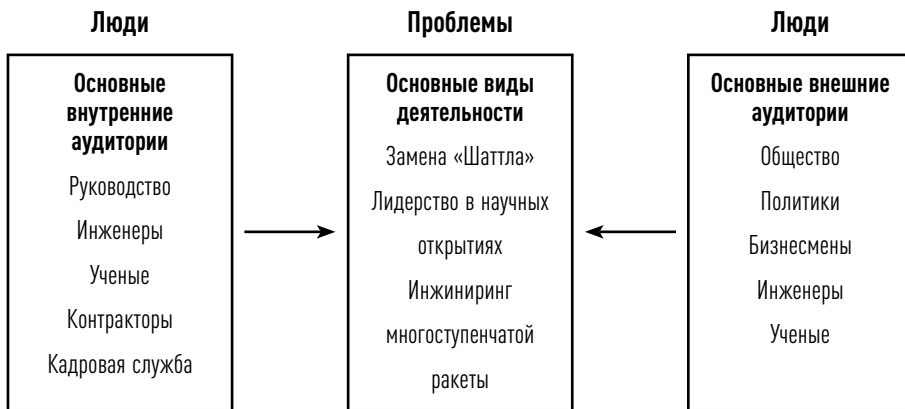 Люди
Основные
внутренние
аудитории
Руководство
Инженеры
Ученые
Контракторы
Кадровая служба
Проблемы
Основные виды
деятельности
Замена «Шаттла»
Лидерство в научных
открытиях
Инжиниринг
многоступенчатой
ракеты
Люди
Основные внешние
аудитории
Общество
Политики
Бизнесмены
Инженеры
Ученые